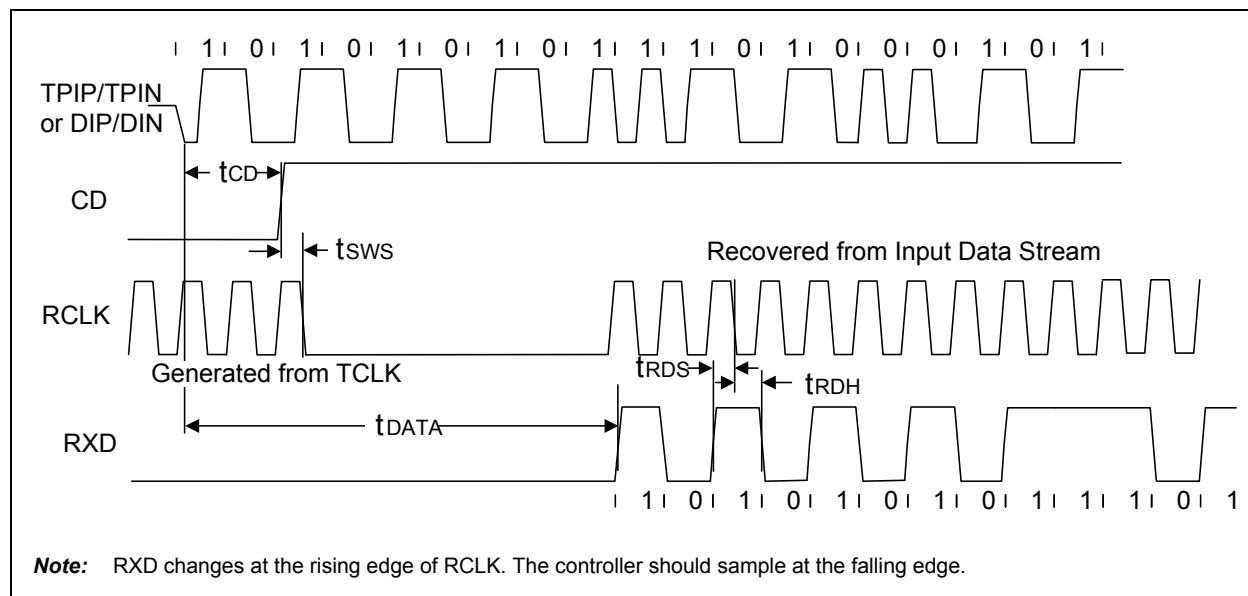 1 0 1 0 1 0 1 0 1 1 1 0 1 0 0 0 1 0 1
TPIP/TPIN
or DIP/DIN
tCD
CD
tSWS
Recovered from Input Data Stream
RCLK
Generated from TCLK
tRDS
tRDH
tDATA
RXD
1 0 1 0 1 0 1 0 1 1 1 0 1
Note: RXD changes at the rising edge of RCLK. The controller should sample at the falling edge.